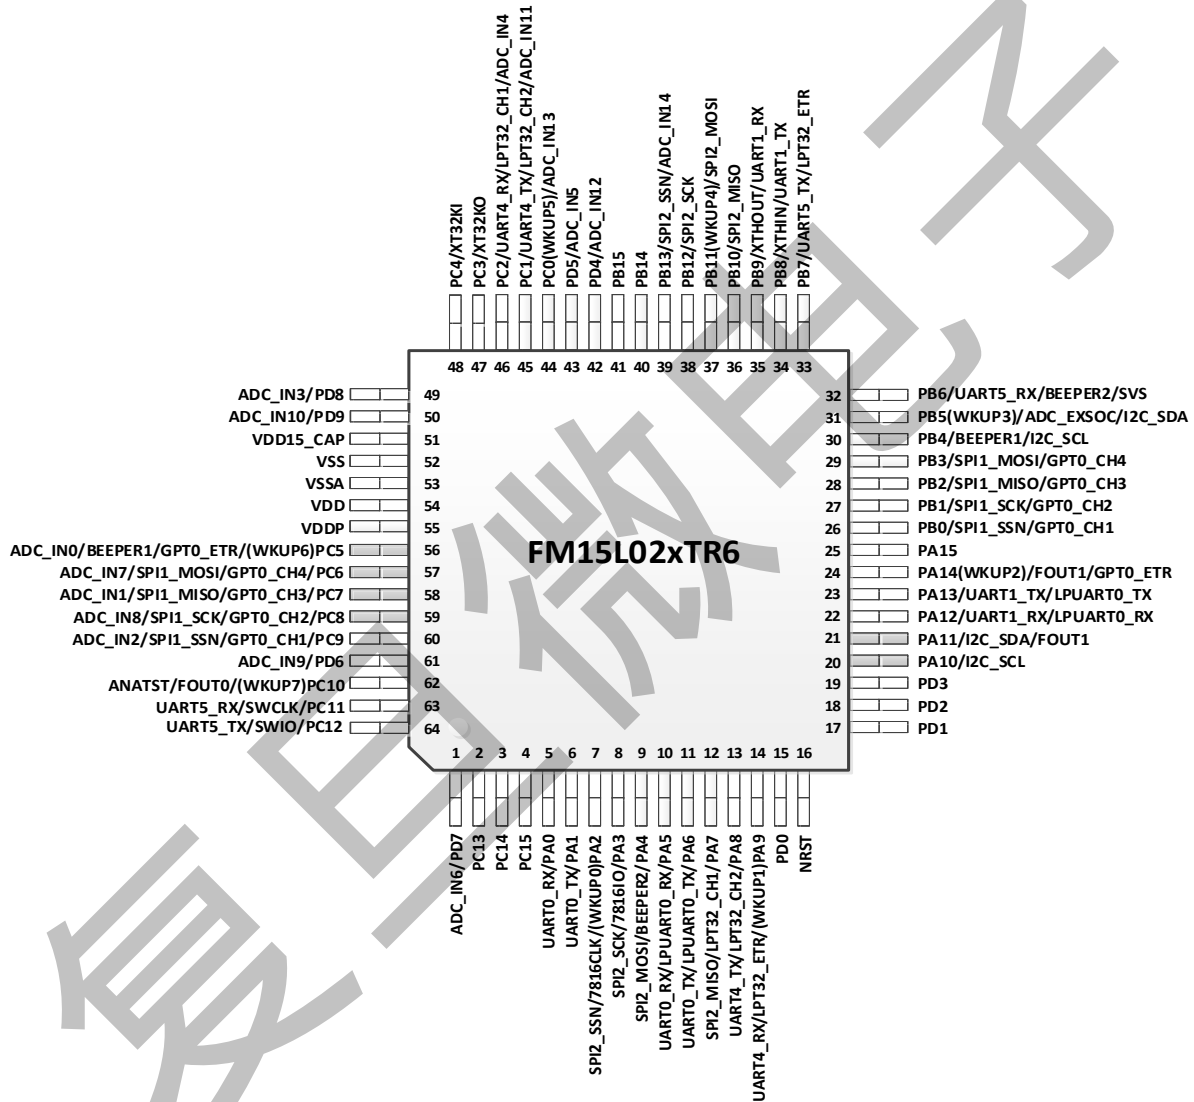 PC4/XT32KI
PC3/XT32KO
PC2/UART4_RX/LPT32_CH1/ADC_IN4
PC1/UART4_TX/LPT32_CH2/ADC_IN11
PC0(WKUP5)/ADC_IN13
PD5/ADC_IN5
PD4/ADC_IN12
PB15
PB14
PB13/SPI2_SSN/ADC_IN14
PB12/SPI2_SCK
PB11(WKUP4)/SPI2_MOSI
PB10/SPI2_MISO
PB9/XTHOUT/UART1_RX
PB8/XTHIN/UART1_TX
PB7/UART5_TX/LPT32_ETR
48 47 46 45 44 43 42 41 40 39 38 37 36 35 34 33
ADC_IN3/PD8 49
ADC_IN10/PD9 50
VDD15_CAP 51
VSS 52
VSSA 53
VDD 54
VDDP 55
ADC_IN0/BEEPER1/GPT0_ETR/(WKUP6)PC5 56
ADC_IN7/SPI1_MOSI/GPT0_CH4/PC6 57
ADC_IN1/SPI1_MISO/GPT0_CH3/PC7 58
ADC_IN8/SPI1_SCK/GPT0_CH2/PC8 59
ADC_IN2/SPI1_SSN/GPT0_CH1/PC9 60
ADC_IN9/PD6 61
ANATST/FOUT0/(WKUP7)PC10 62
UART5_RX/SWCLK/PC11 63
UART5_TX/SWIO/PC12 64
FM15L02xTR6
32 PB6/UART5_RX/BEEPER2/SVS
31 PB5(WKUP3)/ADC_EXSOC/I2C_SDA
30 PB4/BEEPER1/I2C_SCL
29 PB3/SPI1_MOSI/GPT0_CH4
28 PB2/SPI1_MISO/GPT0_CH3
27 PB1/SPI1_SCK/GPT0_CH2
26 PB0/SPI1_SSN/GPT0_CH1
25 PA15
24 PA14(WKUP2)/FOUT1/GPT0_ETR
23 PA13/UART1_TX/LPUART0_TX
22 PA12/UART1_RX/LPUART0_RX
21 PA11/I2C_SDA/FOUT1
20 PA10/I2C_SCL
19 PD3
18 PD2
17 PD1
1 2 3 4 5 6 7 8 9 10 11 12 13 14 15 16
ADC_IN6/PD7
PC13
PC14
PC15
UART0_RX/PA0
UART0_TX/PA1
SPI2_SSN/7816CLK/(WKUP0)PA2
SPI2_SCK/7816IO/PA3
SPI2_MOSI/BEEPER2/PA4
UART0_RX/LPUART0_RX/PA5
UART0_TX/LPUART0_TX/PA6
SPI2_MISO/LPT32_CH1/PA7
UART4_TX/LPT32_CH2/PA8
UART4_RX/LPT32_ETR/(WKUP1)PA9
PD0
NRST
复旦微电子